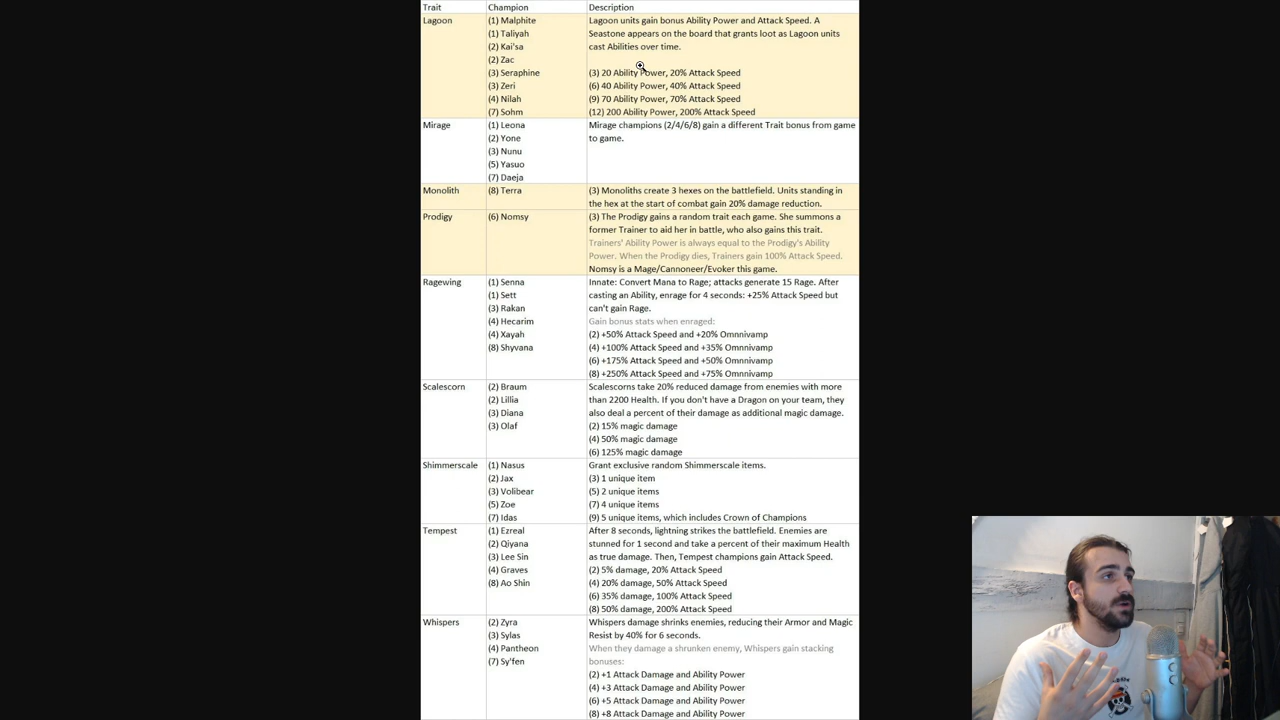 Trait Champion Description
Lagoon (1) Malphite Lagoon units gain bonus Ability Power and Attack Speed. A
(1) Taliyah Seastone appears on the board that grants loot as Lagoon units
(2) Kai'sa cast Abilities over time.
(2) Zac
(3) Seraphine (3) 20 Ability Power, 20% Attack Speed
(3) Zeri (6) 40 Ability Power, 40% Attack Speed
(4) Nilah (9) 70 Ability Power, 70% Attack Speed
(7) Sohm (12) 200 Ability Power, 200% Attack Speed
Mirage (1) Leona Mirage champions (2/4/6/8) gain a different Trait bonus from game
(2) Yone to game.
(3) Nunu
(5) Yasuo
(7) Daeja
Monolith (8) Terra (3) Monoliths create 3 hexes on the battlefield. Units standing in
the hex at the start of combat gain 20% damage reduction.
Prodigy (6) Nomsy (3) The Prodigy gains a random trait each game. She summons a
former Trainer to aid her in battle, who also gains this trait.
Trainers' Ability Power is always equal to the Prodigy's Ability
Power. When the Prodigy dies, Trainers gain 100% Attack Speed.
Nomsy is a Mage/Cannoneer/Evoker this game.
Ragewing (1) Senna Innate: Convert Mana to Rage; attacks generate 15 Rage. After
(1) Sett casting an Ability, enrage for 4 seconds: +25% Attack Speed but
(3) Rakan can't gain Rage.
(4) Hecarim Gain bonus stats when enraged:
(4) Xayah (2) +50% Attack Speed and +20% Omnnivamp
(8) Shyvana (4) +100% Attack Speed and +35% Omnnivamp
(6) +175% Attack Speed and +50% Omnnivamp
(8) +250% Attack Speed and +75% Omnnivamp
Scalescorn (2) Braum Scalescorns take 20% reduced damage from enemies with more
(2) Lillia than 2200 Health. If you don't have a Dragon on your team, they
(3) Diana also deal a percent of their damage as additional magic damage.
(3) Olaf (2) 15% magic damage
(4) 50% magic damage
(6) 125% magic damage
Shimmerscale (1) Nasus Grant exclusive random Shimmerscale items.
(2) Jax (3) 1 unique item
(3) Volibear (5) 2 unique items
(5) Zoe (7) 4 unique items
(7) Idas (9) 5 unique items, which includes Crown of Champions
Tempest (1) Ezreal After 8 seconds, lightning strikes the battlefield. Enemies are
(2) Qiyana stunned for 1 second and take a percent of their maximum Health
(3) Lee Sin as true damage. Then, Tempest champions gain Attack Speed.
(4) Graves (2) 5% damage, 20% Attack Speed
(8) Ao Shin (4) 20% damage, 50% Attack Speed
(6) 35% damage, 100% Attack Speed
(8) 50% damage, 200% Attack Speed
Whispers (2) Zyra Whispers damage shrinks enemies, reducing their Armor and Magic
(3) Sylas Resist by 40% for 6 seconds.
(4) Pantheon When they damage a shrunken enemy, Whispers gain stacking
(7) Sy'fen bonuses:
(2) +1 Attack Damage and Ability Power
(4) +3 Attack Damage and Ability Power
(6) +5 Attack Damage and Ability Power
(8) +8 Attack Damage and Ability Power